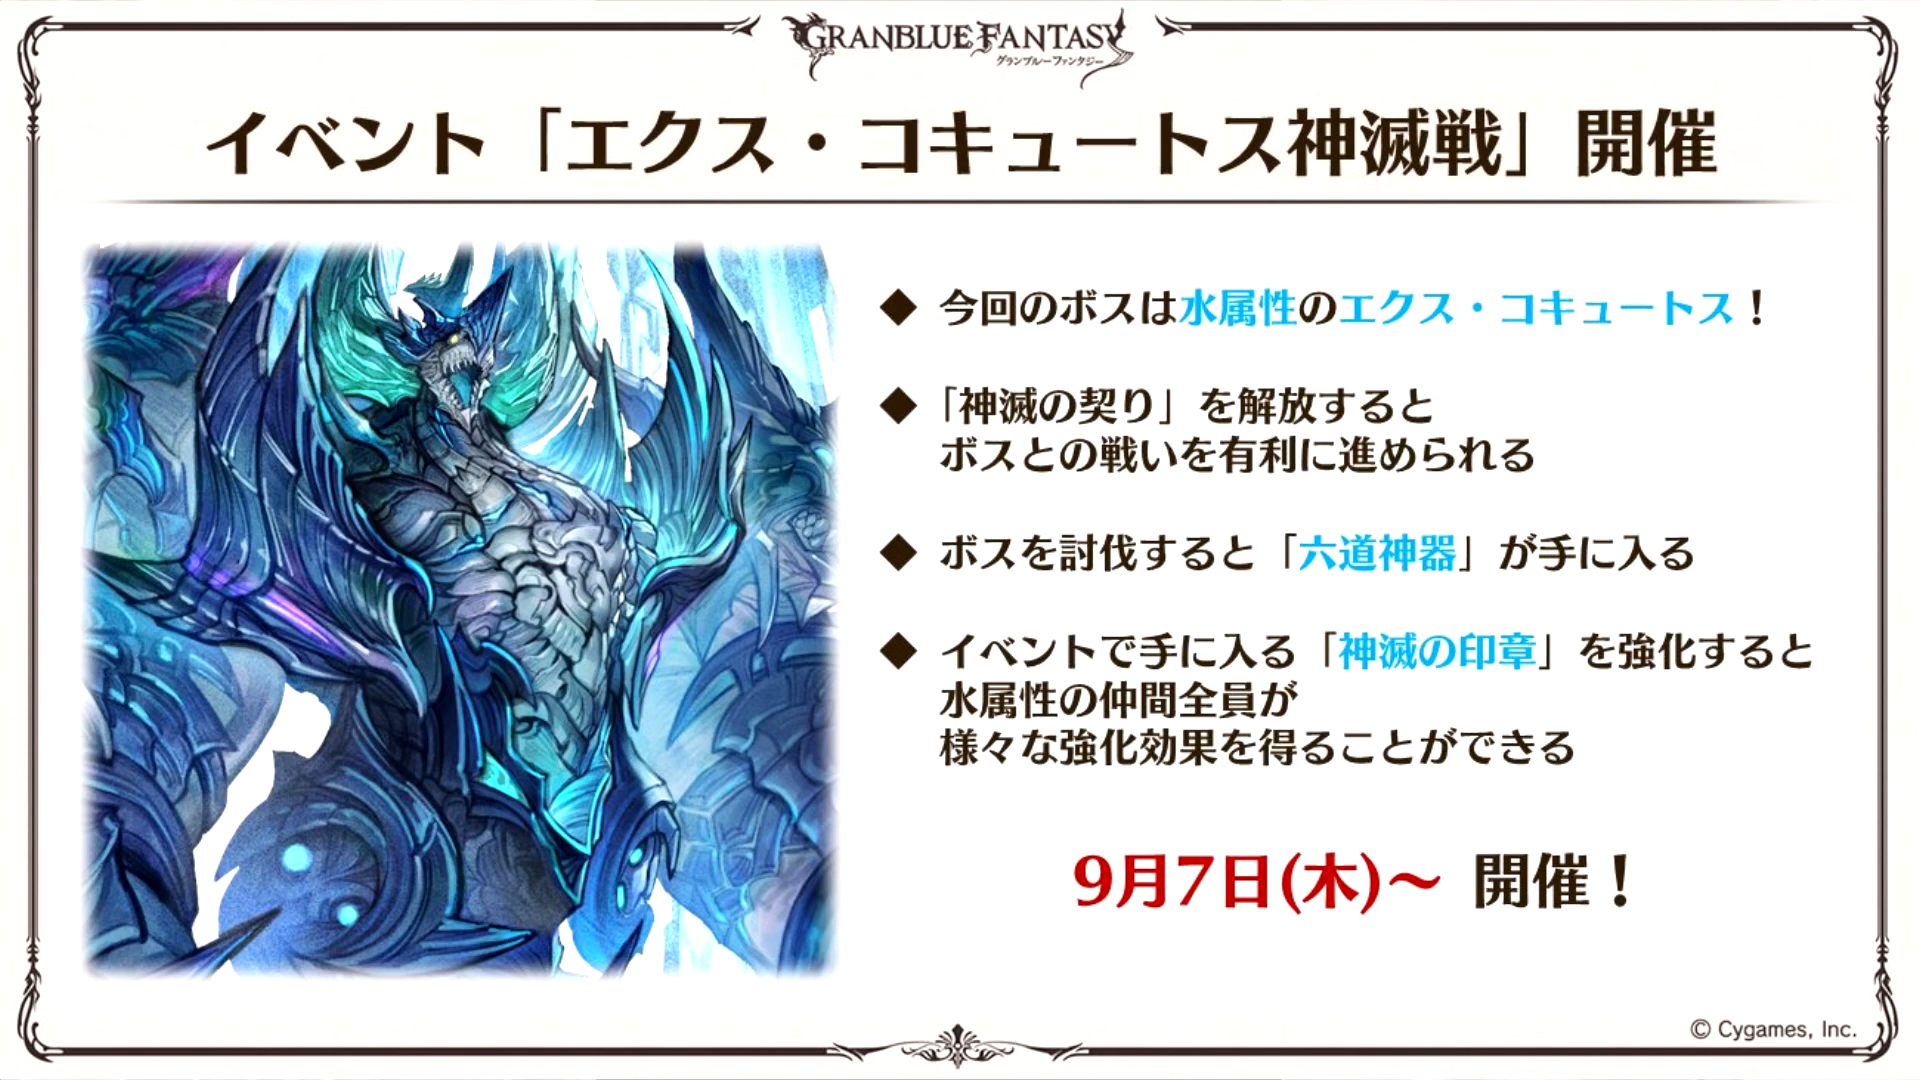 GRANBLUE FANTASY
グランブルーファンタジー
イベント「エクス・コキュートス神滅戦」開催
◆ 今回のボスは水属性のエクス・コキュートス！
◆ 「神滅の契り」を解放すると
ボスとの戦いを有利に進められる
◆ ボスを討伐すると「六道神器」が手に入る
◆ イベントで手に入る「神滅の印章」を強化すると
水属性の仲間全員が
様々な強化効果を得ることができる
9月7日(木)～ 開催！
© Cygames, Inc.